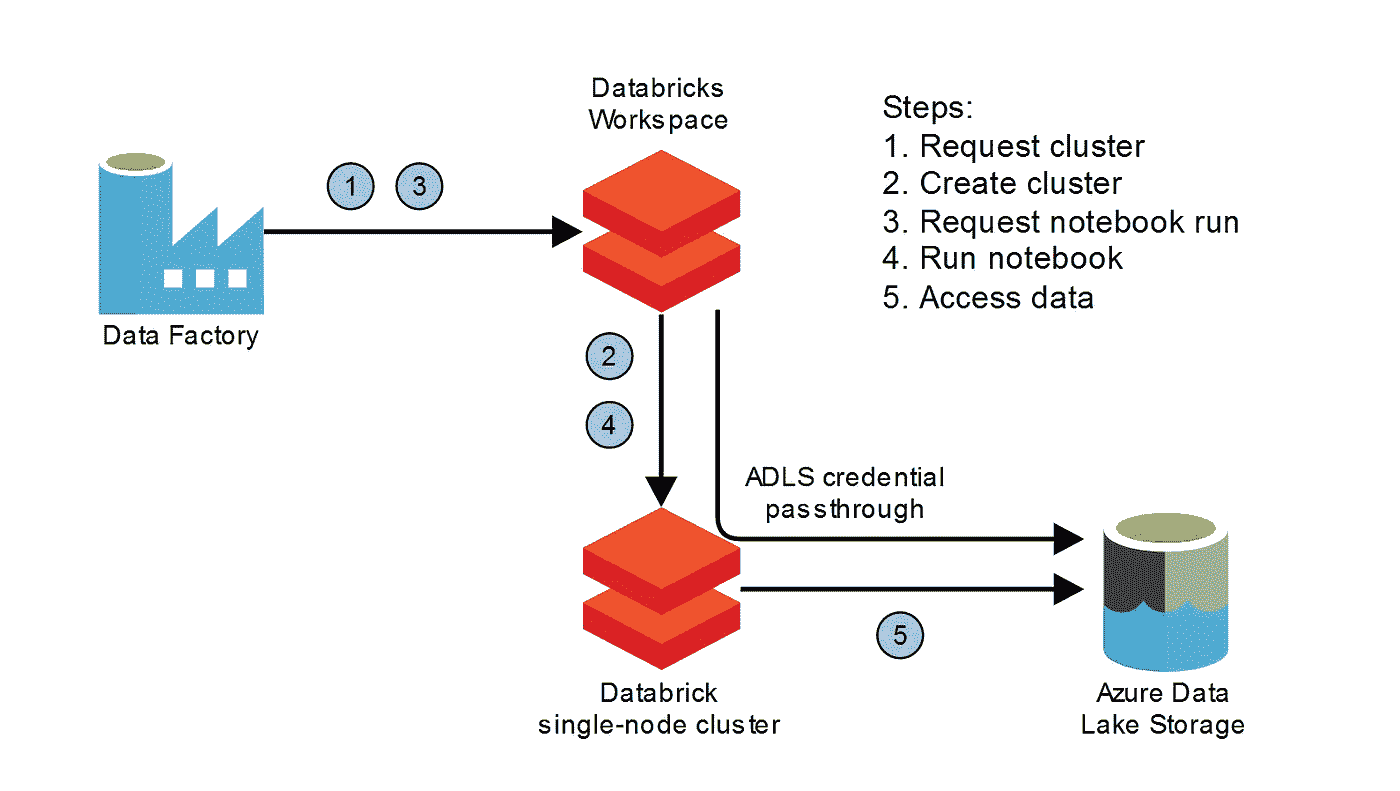 Databricks
Workspace
Steps:
1. Request cluster
2. Create cluster
3. Request notebook run
4. Run notebook
5. Access data
1 3
Data Factory
2
4
ADLS credential
passthrough
5
Databrick
single-node cluster
Azure Data
Lake Storage